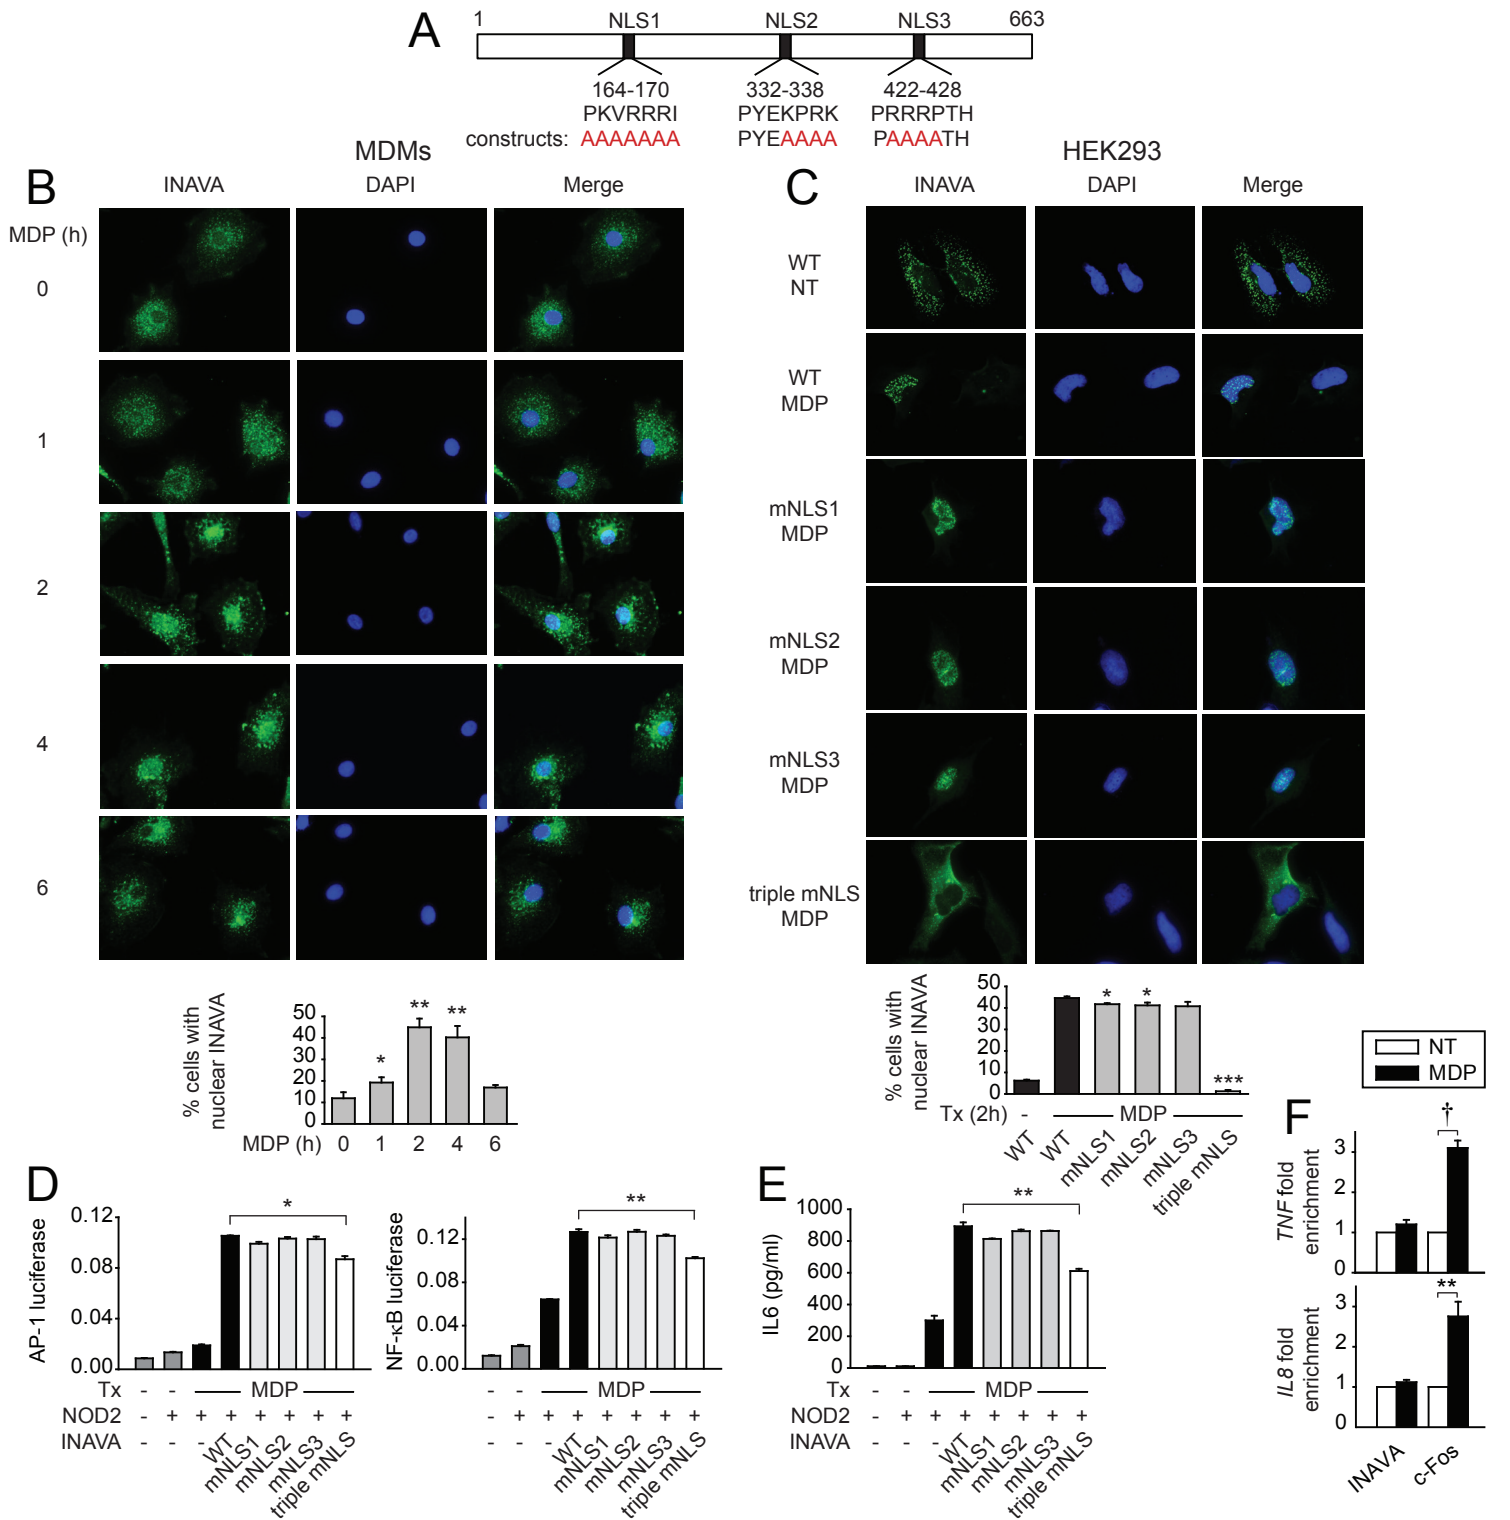 A
1 NLS1 NLS2 NLS3 663
164-170 332-338 422-428
PKVRRRI PYEKPRK PRRRPTH
constructs: AAAAAAA PYEAAAA PAAAATH
B
MDMs
INAVA DAPI Merge
MDP (h)
0
1
2
4
6
% cells with
nuclear INAVA
50
40
30
20
10
0
* ** **
MDP (h) 0 1 2 4 6
C
HEK293
INAVA DAPI Merge
WT
NT
WT
MDP
mNLS1
MDP
mNLS2
MDP
mNLS3
MDP
triple mNLS
MDP
% cells with
nuclear INAVA
50
40
30
20
10
0
* * ***
Tx (2h) - MDP
WT WT mNLS1 mNLS2 mNLS3 triple mNLS
D
AP-1 luciferase
0.12
0.08
0.04
0.00
*
Tx - - MDP
NOD2 - + + + + + + +
INAVA - - - WT mNLS1 mNLS2 mNLS3 triple mNLS
NF-κB luciferase
0.12
0.08
0.04
0.00
**
- - MDP
- + + + + + + +
- - - WT mNLS1 mNLS2 mNLS3 triple mNLS
E
IL6 (pg/ml)
1000
800
600
400
200
0
**
Tx - - MDP
NOD2 - + + + + + + +
INAVA - - - WT mNLS1 mNLS2 mNLS3 triple mNLS
NT
MDP
F
TNF fold
enrichment
3
2
1
0
†
IL8 fold
enrichment
3
2
1
0
**
INAVA c-Fos